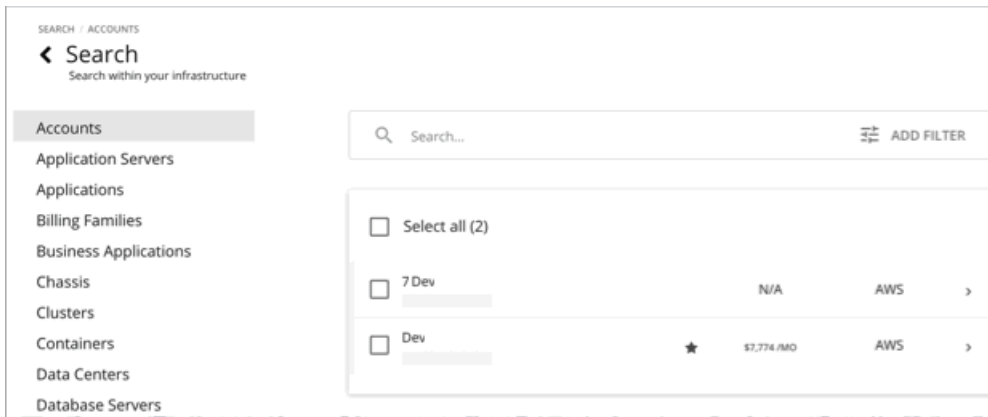 SEARCH / ACCOUNTS
Search
Search within your infrastructure
Accounts
Application Servers
Applications
Billing Families
Business Applications
Chassis
Clusters
Containers
Data Centers
Database Servers
Search...
ADD FILTER
Select all (2)
7 Dev
N/A
AWS
Dev
$7,774 /MO
AWS